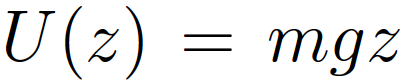 U(z) = mgz